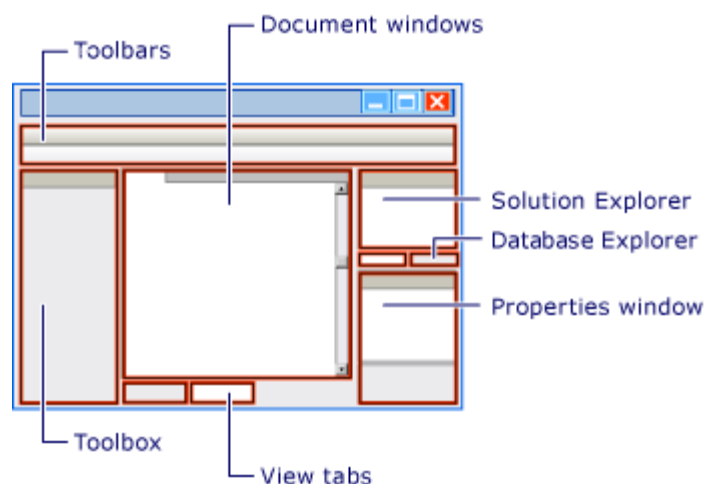 Document windows
Toolbars
Solution Explorer
Database Explorer
Properties window
Toolbox
View tabs